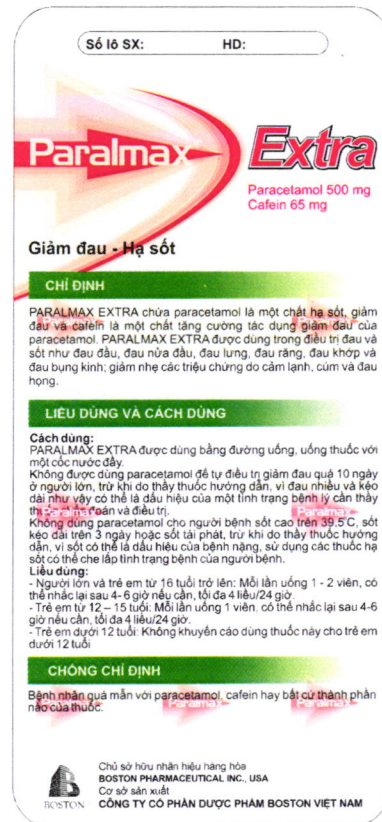 Số lô SX: HD:
Paralmax Extra
Paracetamol 500 mg
Cafein 65 mg
Giảm đau - Hạ sốt
CHỈ ĐỊNH
PARALMAX EXTRA chứa paracetamol là một chất hạ sốt, giảm
đau và cafein là một chất tăng cường tác dụng giảm đau của
paracetamol. PARALMAX EXTRA được dùng trong điều trị đau và
sốt như đau đầu, đau nửa đầu, đau lưng, đau răng, đau khớp và
đau bụng kinh; giảm nhẹ các triệu chứng do cảm lạnh, cúm và đau
họng.
LIỀU DÙNG VÀ CÁCH DÙNG
Cách dùng:
PARALMAX EXTRA được dùng bằng đường uống, uống thuốc với
một cốc nước đầy.
Không được dùng paracetamol để tự điều trị giảm đau quá 10 ngày
ở người lớn, trừ khi do thầy thuốc hướng dẫn, vì đau nhiều và kéo
dài như vậy có thể là dấu hiệu của một tình trạng bệnh lý cần thầy
thuốc chẩn đoán và điều trị.
Không dùng paracetamol cho người bệnh sốt cao trên 39.5°C, sốt
kéo dài trên 3 ngày hoặc sốt tái phát, trừ khi do thầy thuốc hướng
dẫn, vì sốt có thể là dấu hiệu của bệnh nặng, sử dụng các thuốc hạ
sốt có thể che lấp tình trạng bệnh của người bệnh.
Liều dùng:
- Người lớn và trẻ em từ 16 tuổi trở lên: Mỗi lần uống 1 - 2 viên, có
thể nhắc lại sau 4- 6 giờ nếu cần, tối đa 4 liều/24 giờ.
- Trẻ em từ 12 – 15 tuổi: Mỗi lần uống 1 viên, có thể nhắc lại sau 4-6
giờ nếu cần, tối đa 4 liều/24 giờ.
- Trẻ em dưới 12 tuổi: Không khuyến cáo dùng thuốc này cho trẻ em
dưới 12 tuổi
CHỐNG CHỈ ĐỊNH
Bệnh nhân quá mẫn với paracetamol, cafein hay bất cứ thành phần
nào của thuốc.
Chủ sở hữu nhãn hiệu hàng hóa
BOSTON PHARMACEUTICAL INC., USA
Cơ sở sản xuất
CÔNG TY CỔ PHẦN DƯỢC PHẨM BOSTON VIỆT NAM
BOSTON